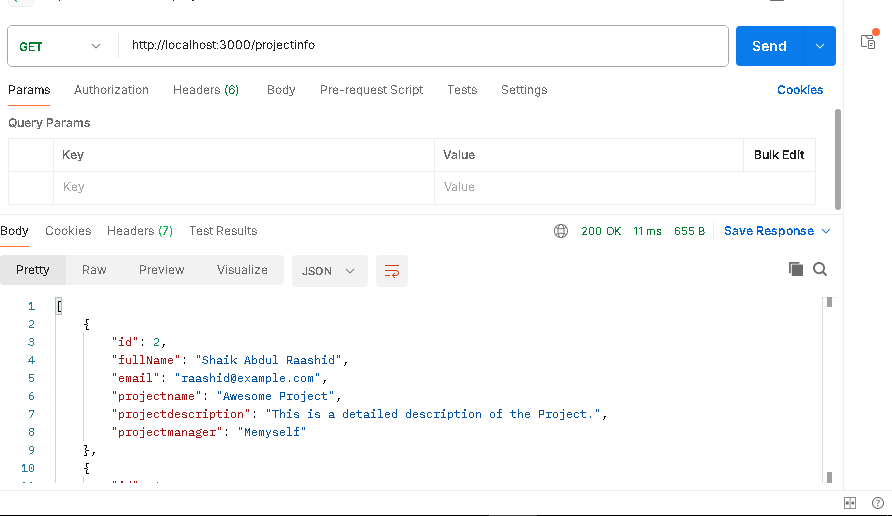 GET http://localhost:3000/projectinfo Send
Params Authorization Headers (6) Body Pre-request Script Tests Settings Cookies
Query Params
Key Value Bulk Edit
Key Value
Body Cookies Headers (7) Test Results 200 OK 11 ms 655 B Save Response
Pretty Raw Preview Visualize JSON
1 [
2 {
3 "id": 2,
4 "fullName": "Shaik Abdul Raashid",
5 "email": "raashid@example.com",
6 "projectname": "Awesome Project",
7 "projectdescription": "This is a detailed description of the Project.",
8 "projectmanager": "Memyself"
9 },
10 {